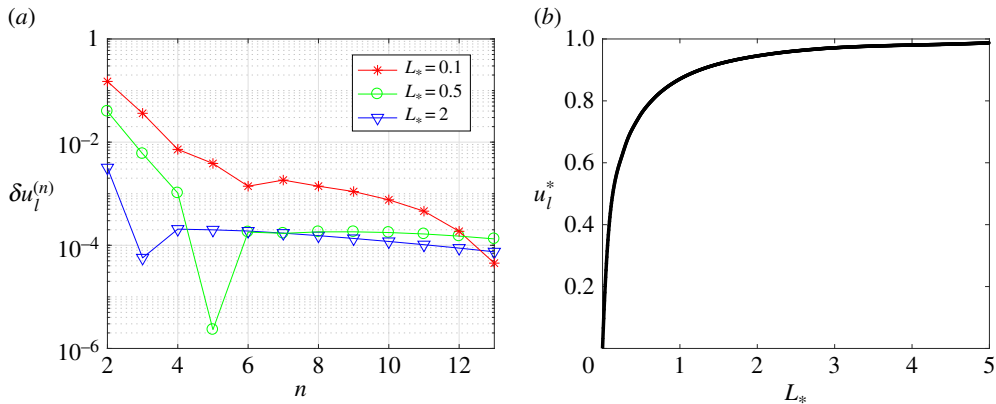 (a)
1
10⁻²
10⁻⁴
10⁻⁶
δu_l^(n)
2 4 6 8 10 12
n
L_* = 0.1
L_* = 0.5
L_* = 2
(b)
1.0
0.8
0.6
0.4
0.2
u_l^*
0 1 2 3 4 5
L_*